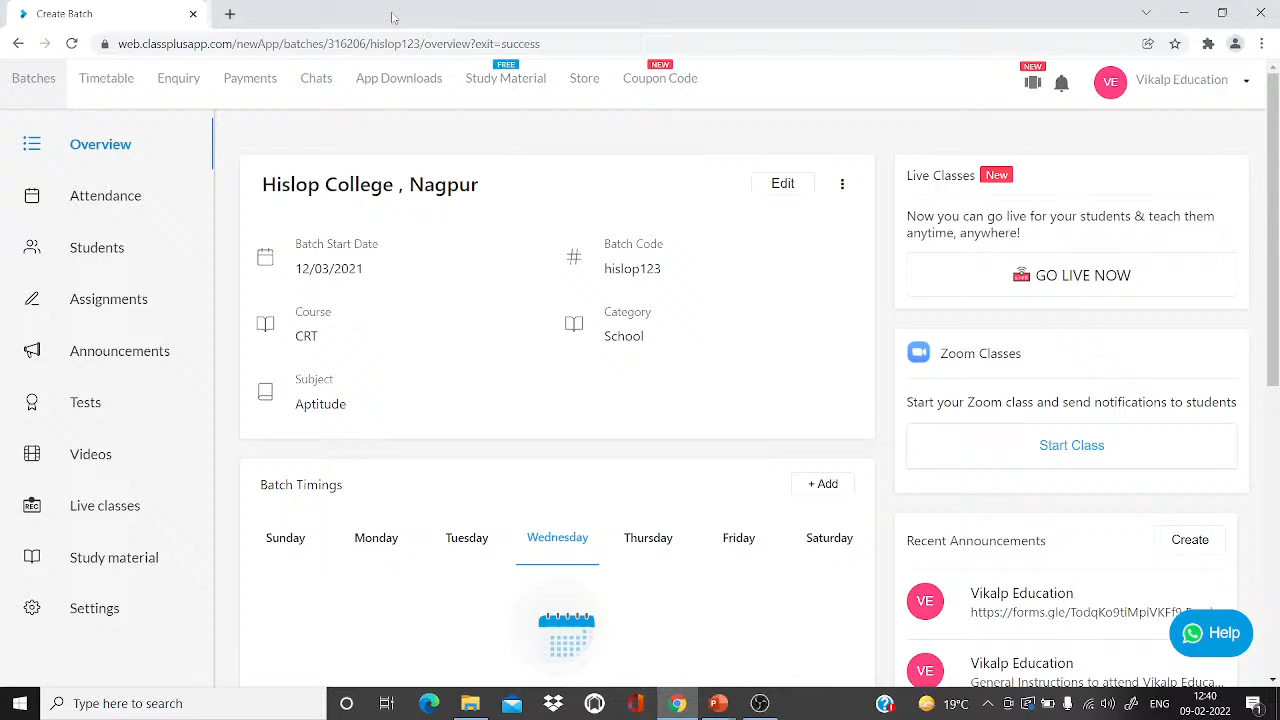 Create Batch
web.classplusapp.com/newApp/batches/316206/hislop123/overview?exit=success
FREE
NEW
NEW
Batches
Timetable
Enquiry
Payments
Chats
App Downloads
Study Material
Store
Coupon Code
VE
Vikalp Education
Overview
Attendance
Students
Assignments
Announcements
Tests
Videos
REC
Live classes
Study material
Settings
Hislop College , Nagpur
Edit
Batch Start Date
12/03/2021
Batch Code
hislop123
Course
CRT
Category
School
Subject
Aptitude
Batch Timings
+ Add
Sunday
Monday
Tuesday
Wednesday
Thursday
Friday
Saturday
Live Classes New
Now you can go live for your students & teach them
anytime, anywhere!
LIVE
GO LIVE NOW
Zoom Classes
Start your Zoom class and send notifications to students
Start Class
Recent Announcements
Create
VE
Vikalp Education
VE
Vikalp Education
General Instructions to attend Vikalp Educa...
Help
Type here to search
19°C
12:40
09-02-2022